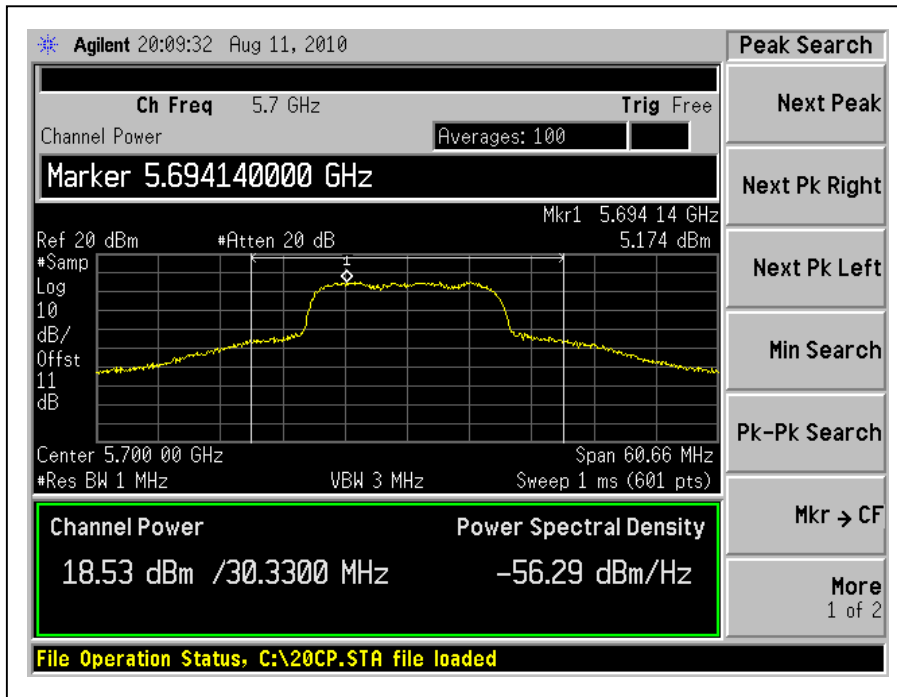 Agilent 20:09:32 Aug 11, 2010
Peak Search
Ch Freq 5.7 GHz Trig Free
Channel Power Averages: 100
Marker 5.694140000 GHz
Mkr1 5.694 14 GHz
Ref 20 dBm #Atten 20 dB 5.174 dBm
#Samp
Log
10
dB/
Offst
11
dB
1
Center 5.700 00 GHz Span 60.66 MHz
#Res BW 1 MHz VBW 3 MHz Sweep 1 ms (601 pts)
Channel Power Power Spectral Density
18.53 dBm /30.3300 MHz -56.29 dBm/Hz
File Operation Status, C:\20CP.STA file loaded
Next Peak
Next Pk Right
Next Pk Left
Min Search
Pk-Pk Search
Mkr → CF
More
1 of 2